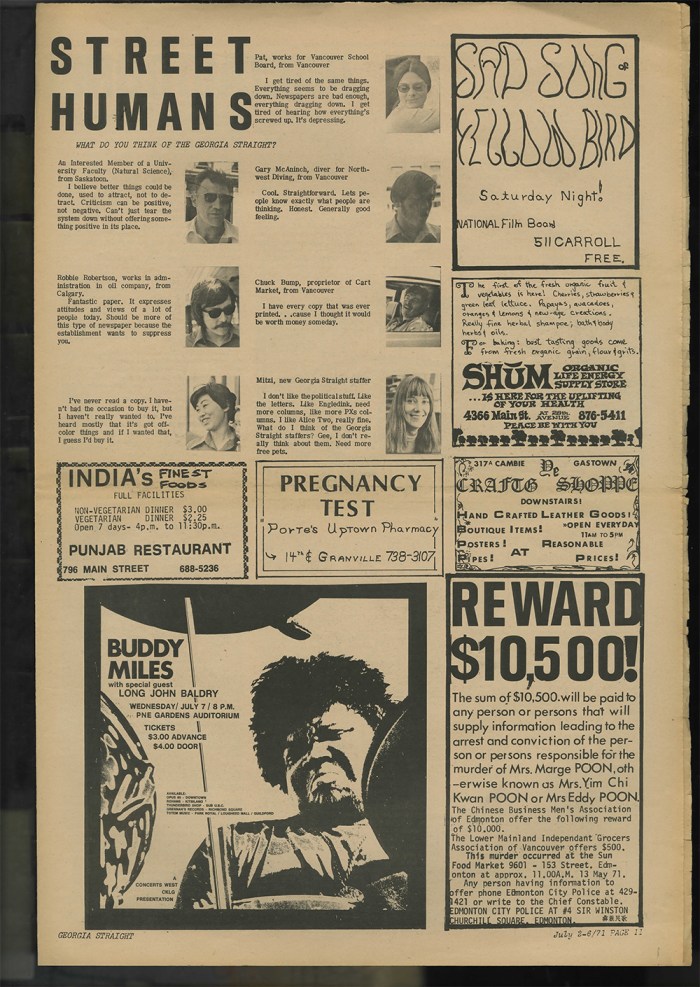 STREET
HUMANS
WHAT DO YOU THINK OF THE GEORGIA STRAIGHT?
Pat, works for Vancouver School
Board, from Vancouver
I get tired of the same things.
Everything seems to be dragging
down. Newspapers are bad enough,
everything dragging down. I get
tired of hearing how everything's
screwed up. It's depressing.
An Interested Member of a Univ-
ersity Faculty (Natural Science),
from Saskatoon.
I believe better things could be
done, used to attract, not to de-
tract. Criticism can be positive,
not negative. Can't just tear the
system down without offering some-
thing positive in its place.
Gary McAninch, diver for North-
west Diving, from Vancouver
Cool. Straightforward. Lets peo-
ple know exactly what people are
thinking. Honest. Generally good
feeling.
Robbie Robertson, works in adm-
inistration in oil company, from
Calgary.
Fantastic paper. It expresses
attitudes and views of a lot of
people today. Should be more of
this type of newspaper because the
establishment wants to suppress
you.
Chuck Bump, proprietor of Cart
Market, from Vancouver
I have every copy that was ever
printed. . .cause I thought it would
be worth money someday.
I've never read a copy. I have-
n't had the occasion to buy it, but
I haven't really wanted to, I've
heard mostly that it's got off-
color things and if I wanted that,
I guess I'd buy it.
Mitzi, new Georgia Straight staffer
I don't like the political stuff. Like
the letters. Like Engledink, need
more columns, more PXs col-
umns. I like Alice Two, really fine.
What do I think of the Georgia
Straight staffers? Gee, I don't re-
ally think about them. Need more
free pets.
SAD SONG OF
YELLOW BIRD
Saturday Night!
NATIONAL Film Board
511 CARROLL
FREE.
The first of the fresh organic fruit &
vegetables is here! Cherries, strawberries &
green leaf lettuce. Papayas, avacadoes,
oranges & lemons & new-age creations.
Really fine herbal shampoo; bath & body
herbs & oils.
For baking: best tasting goods come
from fresh organic grain, flour & grits.
SHUM ORGANIC
LIFE ENERGY
SUPPLY STORE
...IS HERE FOR THE UPLIFTING
OF YOUR HEALTH
4366 Main St. AT 28th AVENUE 876-5411
PEACE BE WITH YOU
INDIA's FINEST
FOODS
FULL FACILITIES
NON-VEGETARIAN DINNER $3.00
VEGETARIAN DINNER $2.25
Open 7 days- 4p.m. to 11:30p.m.
PUNJAB RESTAURANT
796 MAIN STREET 688-5236
PREGNANCY
TEST
"Porte's Uptown Pharmacy"
14th & GRANVILLE 738-3107
317A CAMBIE Ye GASTOWN
CRAFTG SHOPPE
DOWNSTAIRS!
Hand Crafted Leather Goods!
Boutique Items! OPEN EVERYDAY
11AM TO 5PM
Posters! AT REASONABLE
Pipes! PRICES!
BUDDY
MILES
with special guest
LONG JOHN BALDRY
WEDNESDAY/ JULY 7 / 8 P.M.
PNE GARDENS AUDITORIUM
TICKETS
$3.00 ADVANCE
$4.00 DOOR
AVAILABLE:
A
CONCERTS WEST
CKLG
PRESENTATION
REWARD
$10,500!
The sum of $10,500.will be paid to
any person or persons that will
supply information leading to the
arrest and conviction of the per-
son or persons responsible for the
murder of Mrs. Marge POON, oth
-erwise known as Mrs. Yim Chi
Kwan POON or Mrs Eddy POON.
The Chinese Business Men's Association
of Edmonton offer the following reward
of $10,000.
The Lower Mainland Independant Grocers
Association of Vancouver offers $500.
This murder occurred at the Sun
Food Market 9601 - 153 Street, Edm-
onton at approx. 11.00A.M. 13 May 71.
Any person having information to
offer phone Edmonton City Police at 429-
1421 or write to the Chief Constable.
EDMONTON CITY POLICE AT #4 SIR WINSTON
CHURCHILL SQUARE, EDMONTON.
GEORGIA STRAIGHT
July 2-6/71 PAGE 11